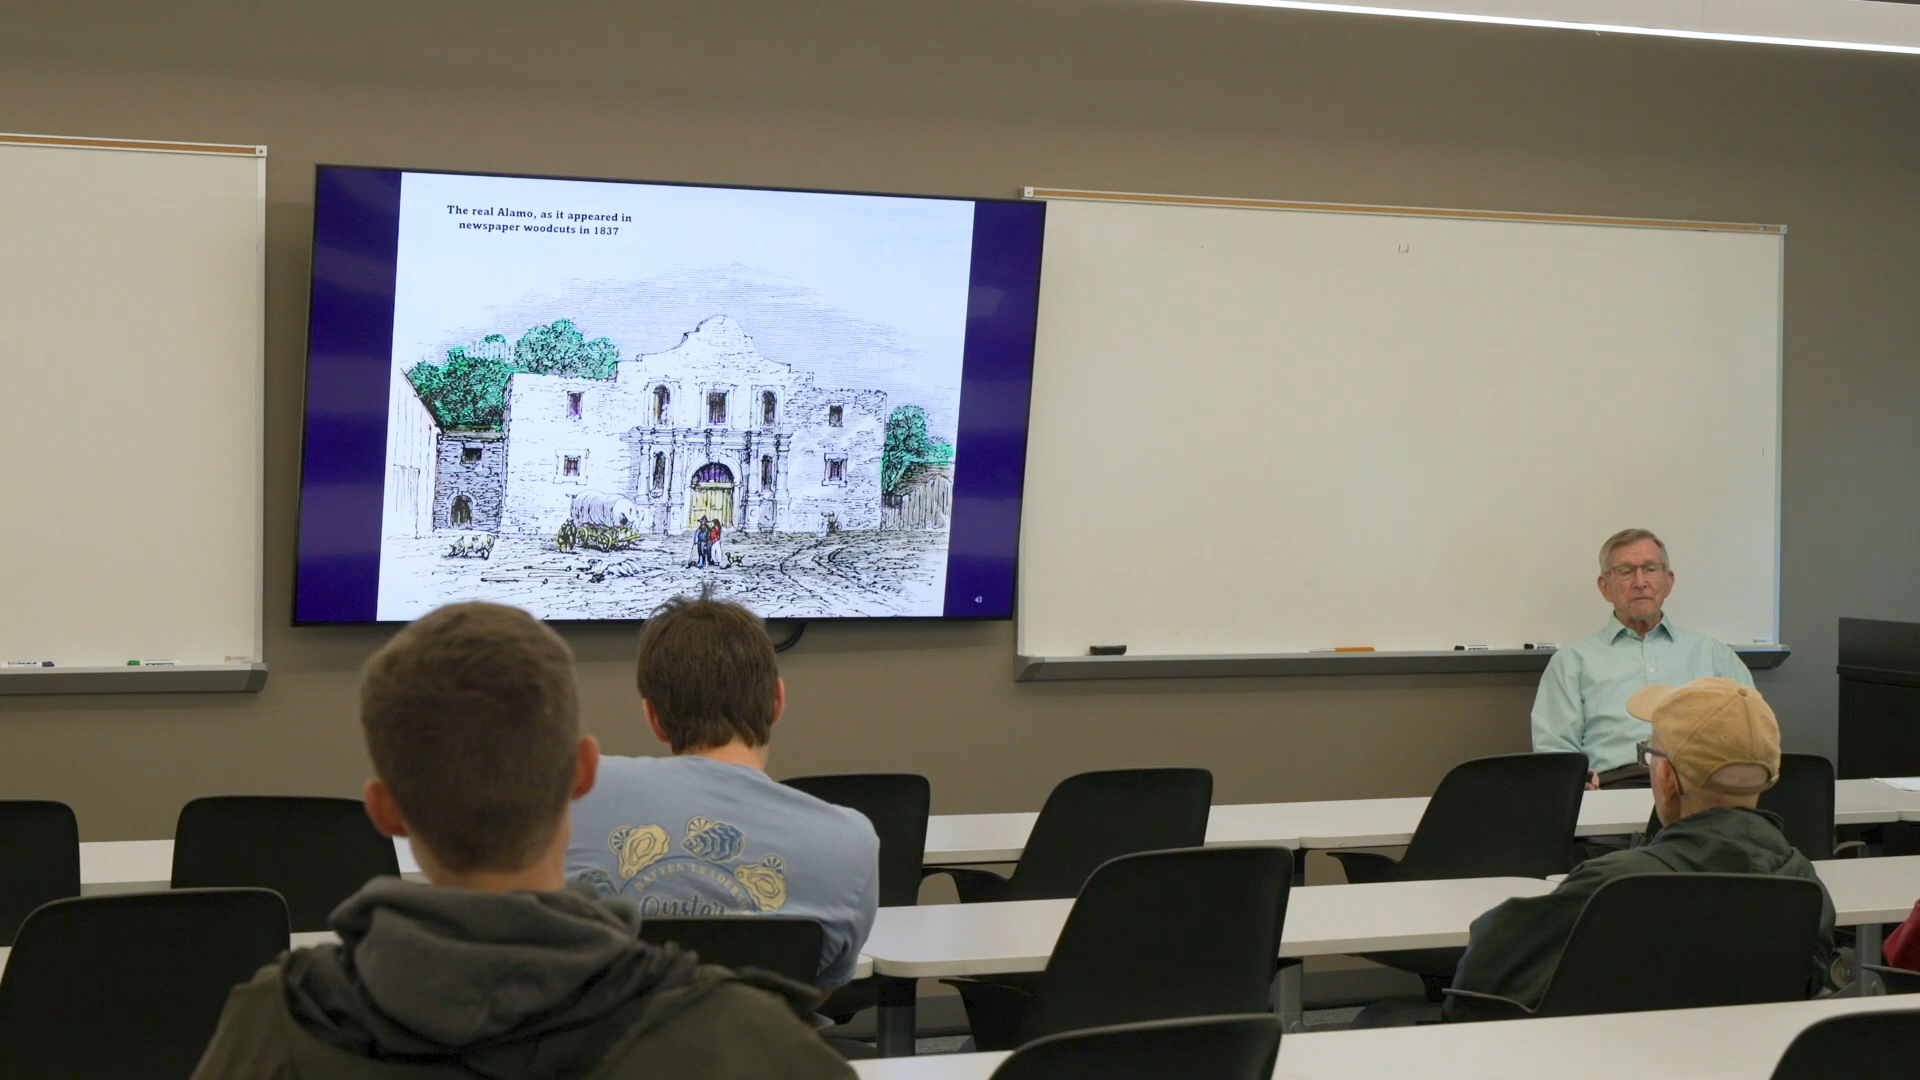 The real Alamo, as it appeared in
newspaper woodcuts in 1837
43
Oyster